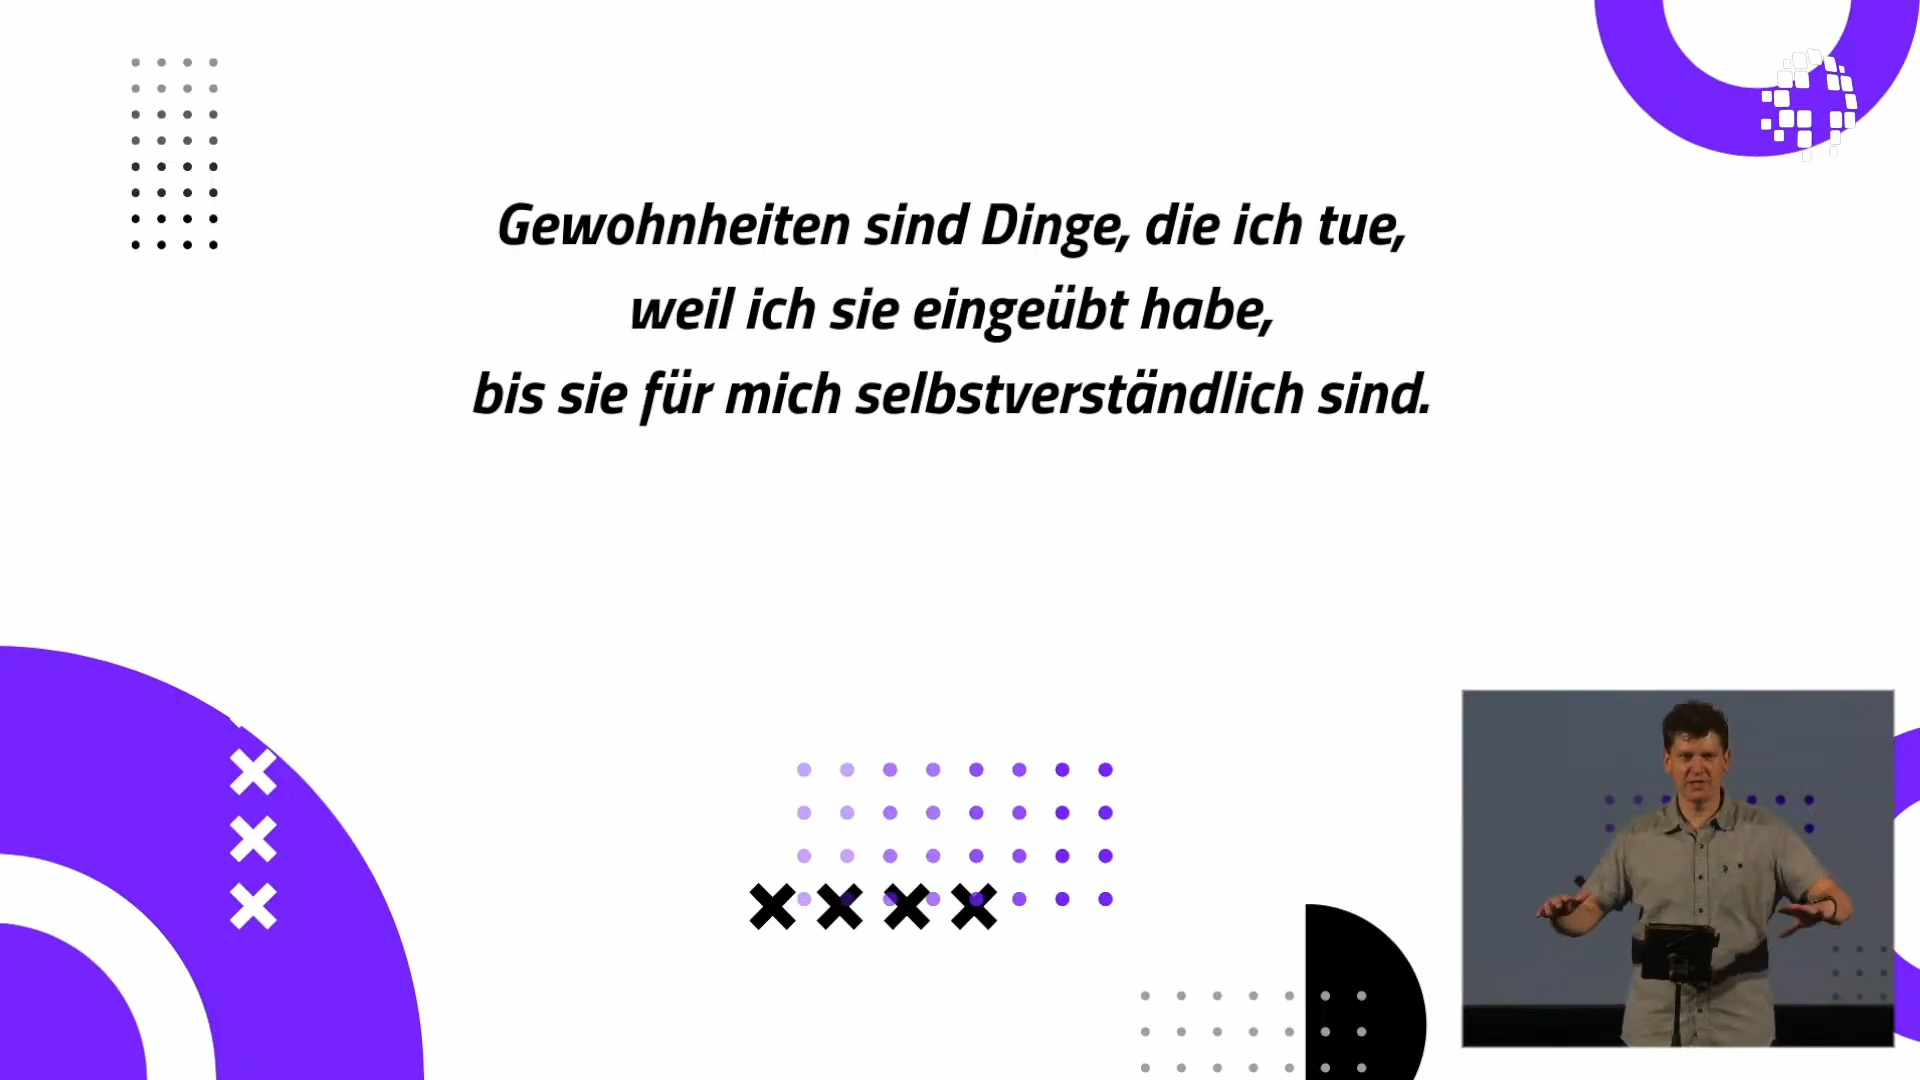 Gewohnheiten sind Dinge, die ich tue,
weil ich sie eingeübt habe,
bis sie für mich selbstverständlich sind.